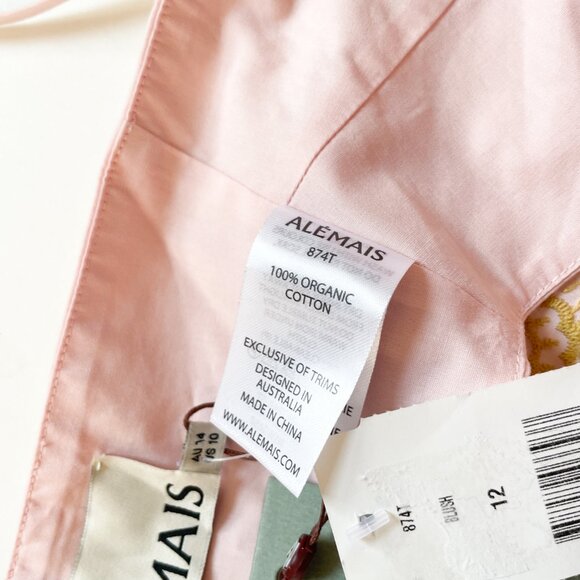 ALÉMAIS
874T
100% ORGANIC
COTTON
EXCLUSIVE OF TRIMS
DESIGNED IN
AUSTRALIA
MADE IN CHINA
WWW.ALEMAIS.COM
AU 14
US 10
MAIS
874T
BLUSH
12